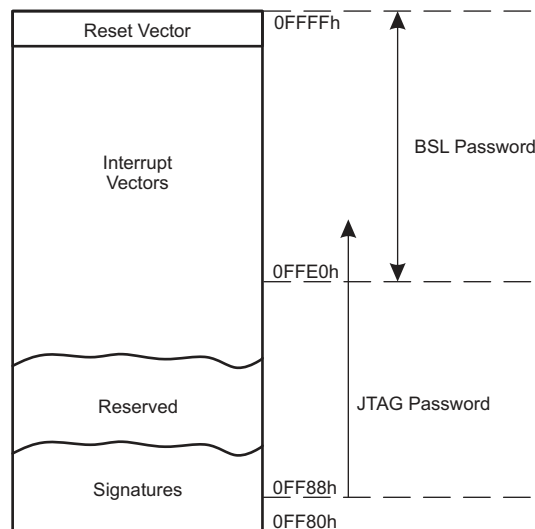 Reset Vector
0FFFFh
BSL Password
Interrupt
Vectors
0FFE0h
Reserved
JTAG Password
Signatures
0FF88h
0FF80h